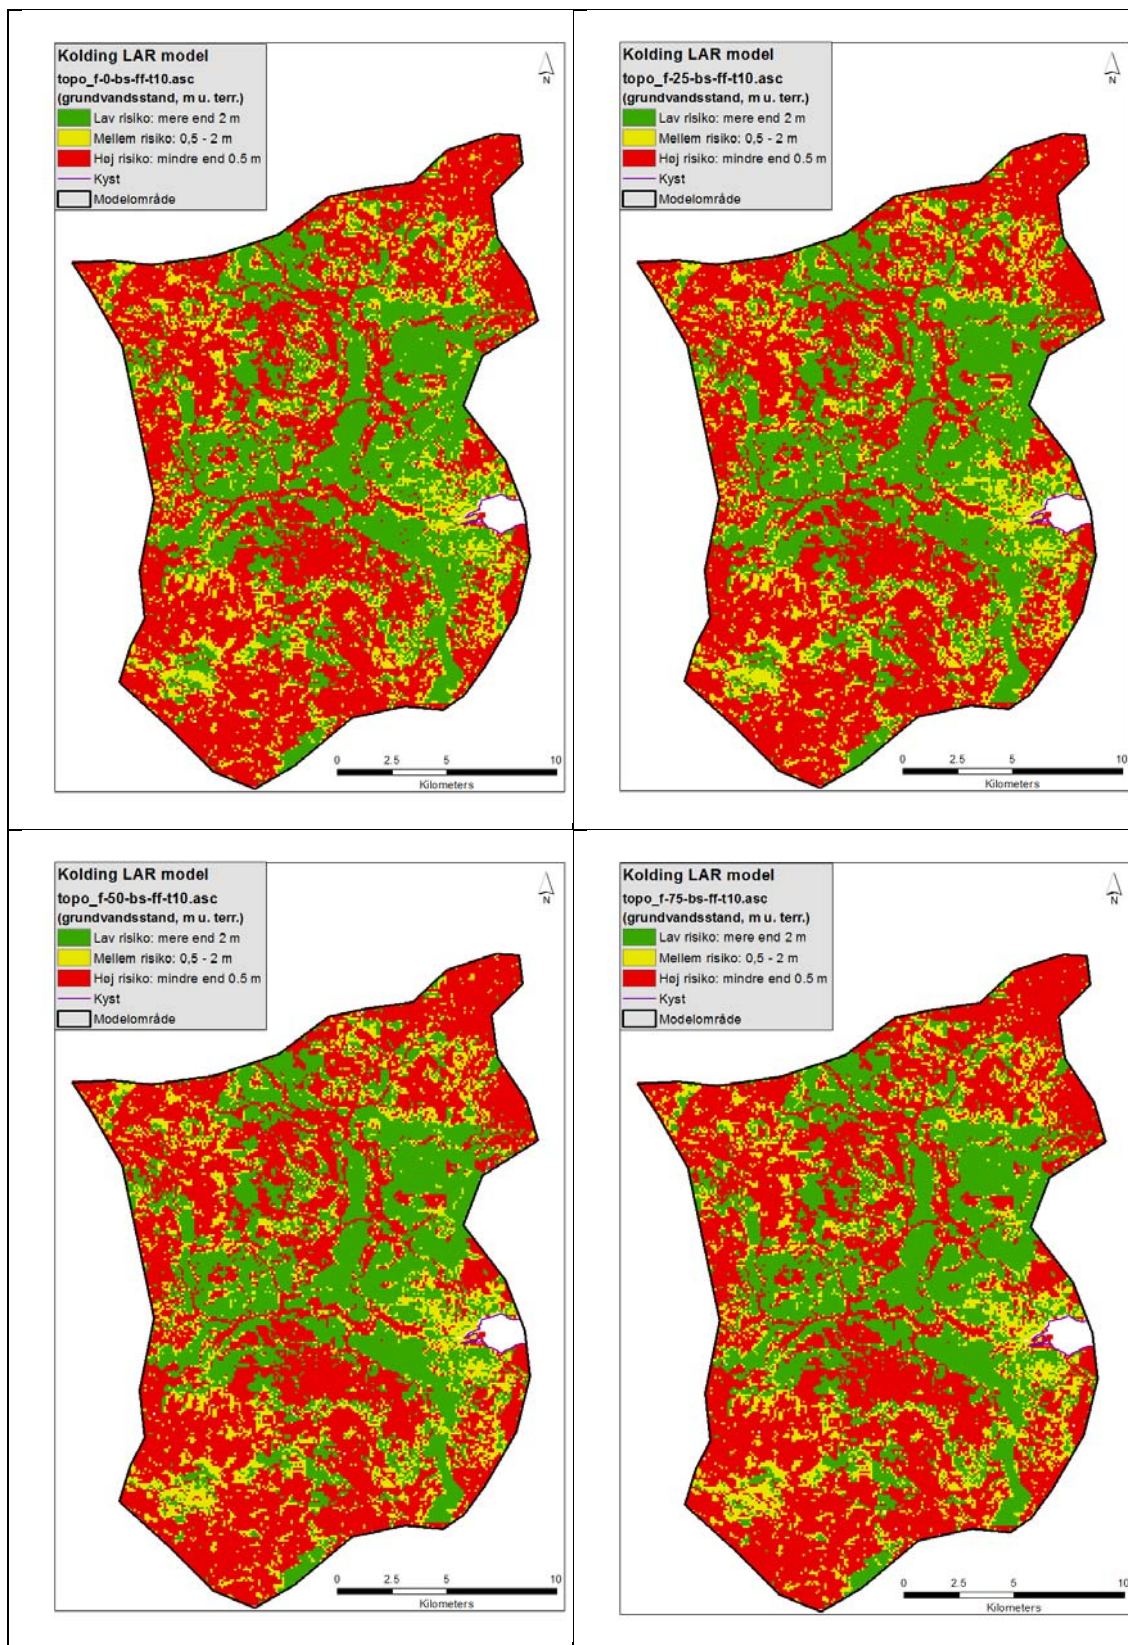 Kolding LAR model
topo_f-0-bs-ff-t10.asc
(grundvandsstand, m u. terr.)
Lav risiko: mere end 2 m
Mellem risiko: 0,5 - 2 m
Høj risiko: mindre end 0.5 m
Kyst
Modelområde
N
0 2.5 5 10
Kilometers
Kolding LAR model
topo_f-25-bs-ff-t10.asc
(grundvandsstand, m u. terr.)
Lav risiko: mere end 2 m
Mellem risiko: 0,5 - 2 m
Høj risiko: mindre end 0.5 m
Kyst
Modelområde
N
0 2.5 5 10
Kilometers
Kolding LAR model
topo_f-50-bs-ff-t10.asc
(grundvandsstand, m u. terr.)
Lav risiko: mere end 2 m
Mellem risiko: 0,5 - 2 m
Høj risiko: mindre end 0.5 m
Kyst
Modelområde
N
0 2.5 5 10
Kilometers
Kolding LAR model
topo_f-75-bs-ff-t10.asc
(grundvandsstand, m u. terr.)
Lav risiko: mere end 2 m
Mellem risiko: 0,5 - 2 m
Høj risiko: mindre end 0.5 m
Kyst
Modelområde
N
0 2.5 5 10
Kilometers